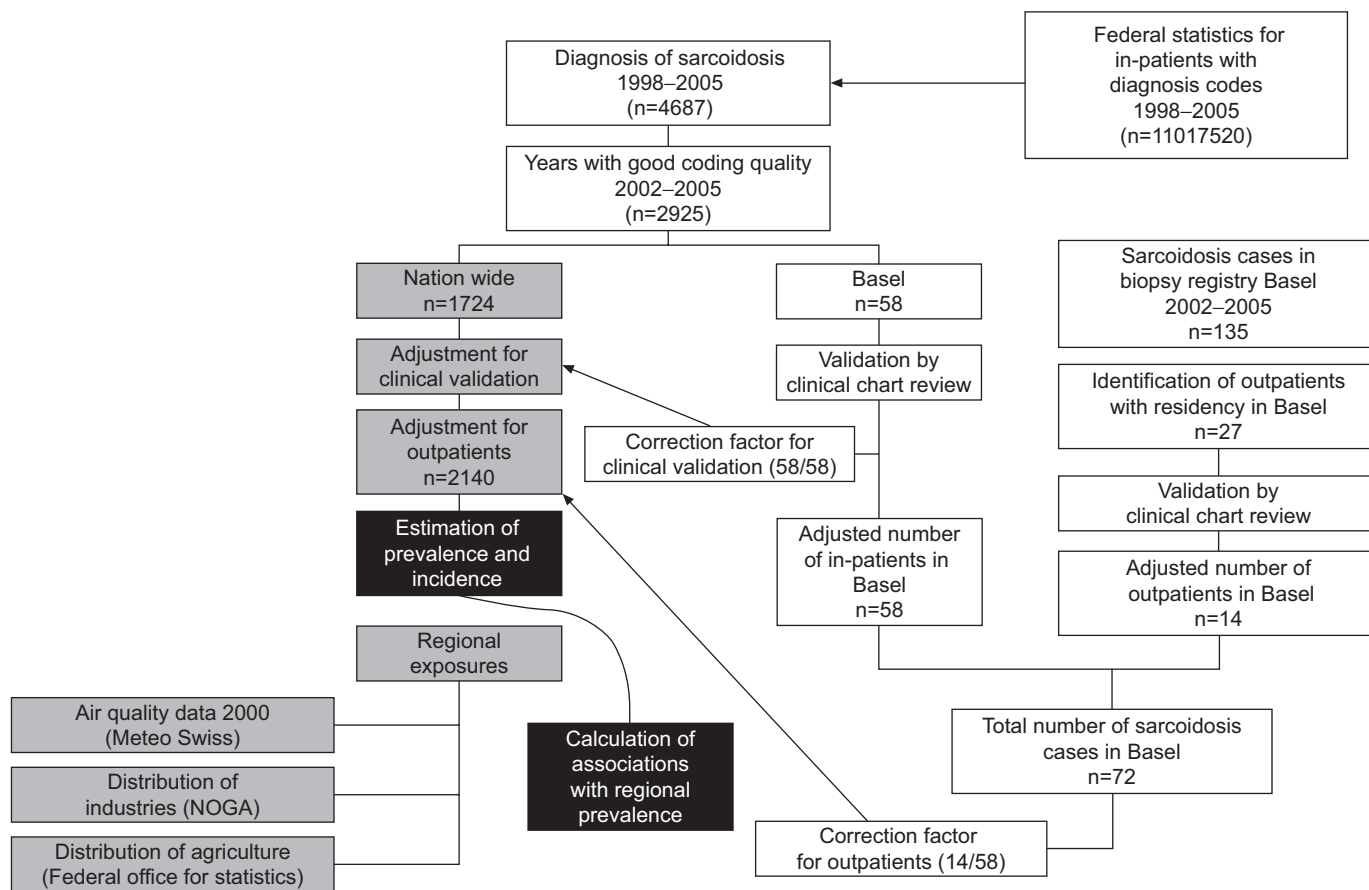 Diagnosis of sarcoidosis
1998–2005
(n=4687)
Federal statistics for
in-patients with
diagnosis codes
1998–2005
(n=11017520)
Years with good coding quality
2002–2005
(n=2925)
Nation wide
n=1724
Basel
n=58
Sarcoidosis cases in
biopsy registry Basel
2002–2005
n=135
Adjustment for
clinical validation
Validation by
clinical chart review
Identification of outpatients
with residency in Basel
n=27
Adjustment for
outpatients
n=2140
Correction factor for
clinical validation (58/58)
Validation by
clinical chart review
Estimation of
prevalence and
incidence
Adjusted number
of in-patients in
Basel
n=58
Adjusted number of
outpatients in Basel
n=14
Regional
exposures
Air quality data 2000
(Meteo Swiss)
Distribution of
industries (NOGA)
Distribution of agriculture
(Federal office for statistics)
Calculation of
associations
with regional
prevalence
Total number of sarcoidosis
cases in Basel
n=72
Correction factor
for outpatients (14/58)